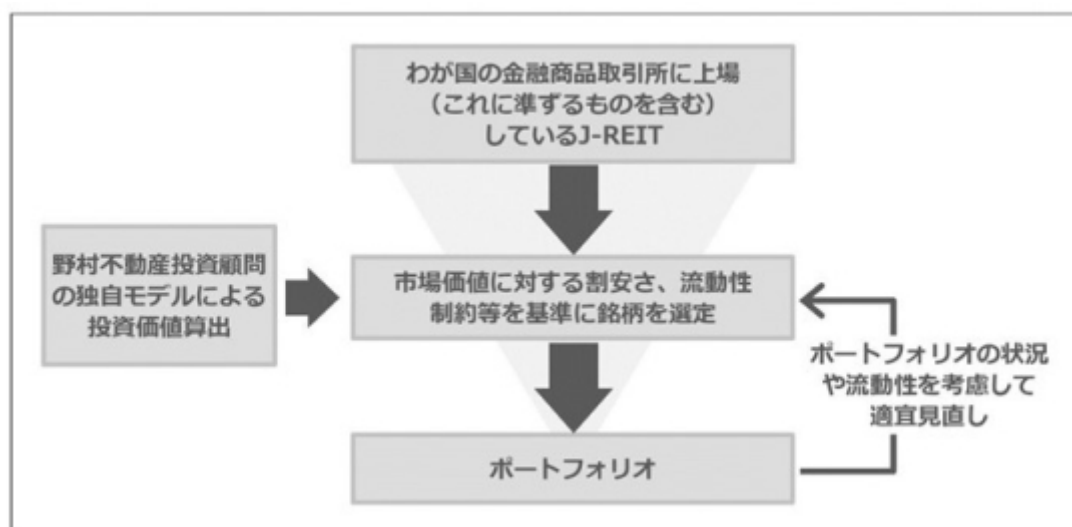 わが国の金融商品取引所に上場
（これに準ずるものを含む）
しているJ-REIT
野村不動産投資顧問
の独自モデルによる
投資価値算出
市場価値に対する割安さ、流動性
制約等を基準に銘柄を選定
ポートフォリオの状況
や流動性を考慮して
適宜見直し
ポートフォリオ